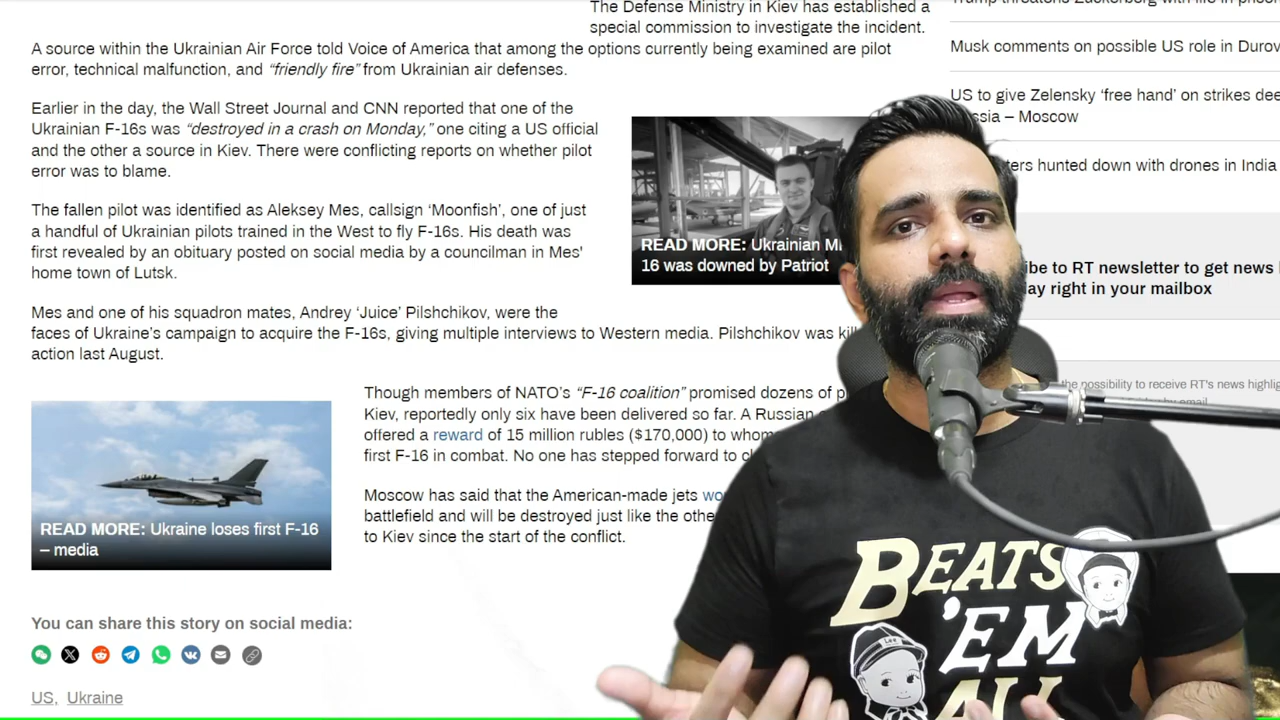 The Defense Ministry in Kiev has established a
special commission to investigate the incident.
A source within the Ukrainian Air Force told Voice of America that among the options currently being examined are pilot
error, technical malfunction, and “friendly fire” from Ukrainian air defenses.
Earlier in the day, the Wall Street Journal and CNN reported that one of the
Ukrainian F-16s was “destroyed in a crash on Monday,” one citing a US official
and the other a source in Kiev. There were conflicting reports on whether pilot
error was to blame.
The fallen pilot was identified as Aleksey Mes, callsign ‘Moonfish’, one of just
a handful of Ukrainian pilots trained in the West to fly F-16s. His death was
first revealed by an obituary posted on social media by a councilman in Mes'
home town of Lutsk.
READ MORE: Ukrainian
16 was downed by Patriot
Mes and one of his squadron mates, Andrey ‘Juice’ Pilshchikov, were the
faces of Ukraine’s campaign to acquire the F-16s, giving multiple interviews to Western media. Pilshchikov was
action last August.
READ MORE: Ukraine loses first F-16
– media
Though members of NATO’s “F-16 coalition” promised dozens of
Kiev, reportedly only six have been delivered so far. A Russian
offered a reward of 15 million rubles ($170,000) to
first F-16 in combat. No one has stepped forward to
Moscow has said that the American-made jets
battlefield and will be destroyed just like the
to Kiev since the start of the conflict.
You can share this story on social media:
US, Ukraine
Trump threatens Zuckerberg with life in
Musk comments on possible US role in
US to give Zelensky ‘free hand’ on strikes
– Moscow
hunted down with drones in India
to RT newsletter to get news
right in your mailbox
the possibility to receive RT's news
BEATS
'EM
ALL